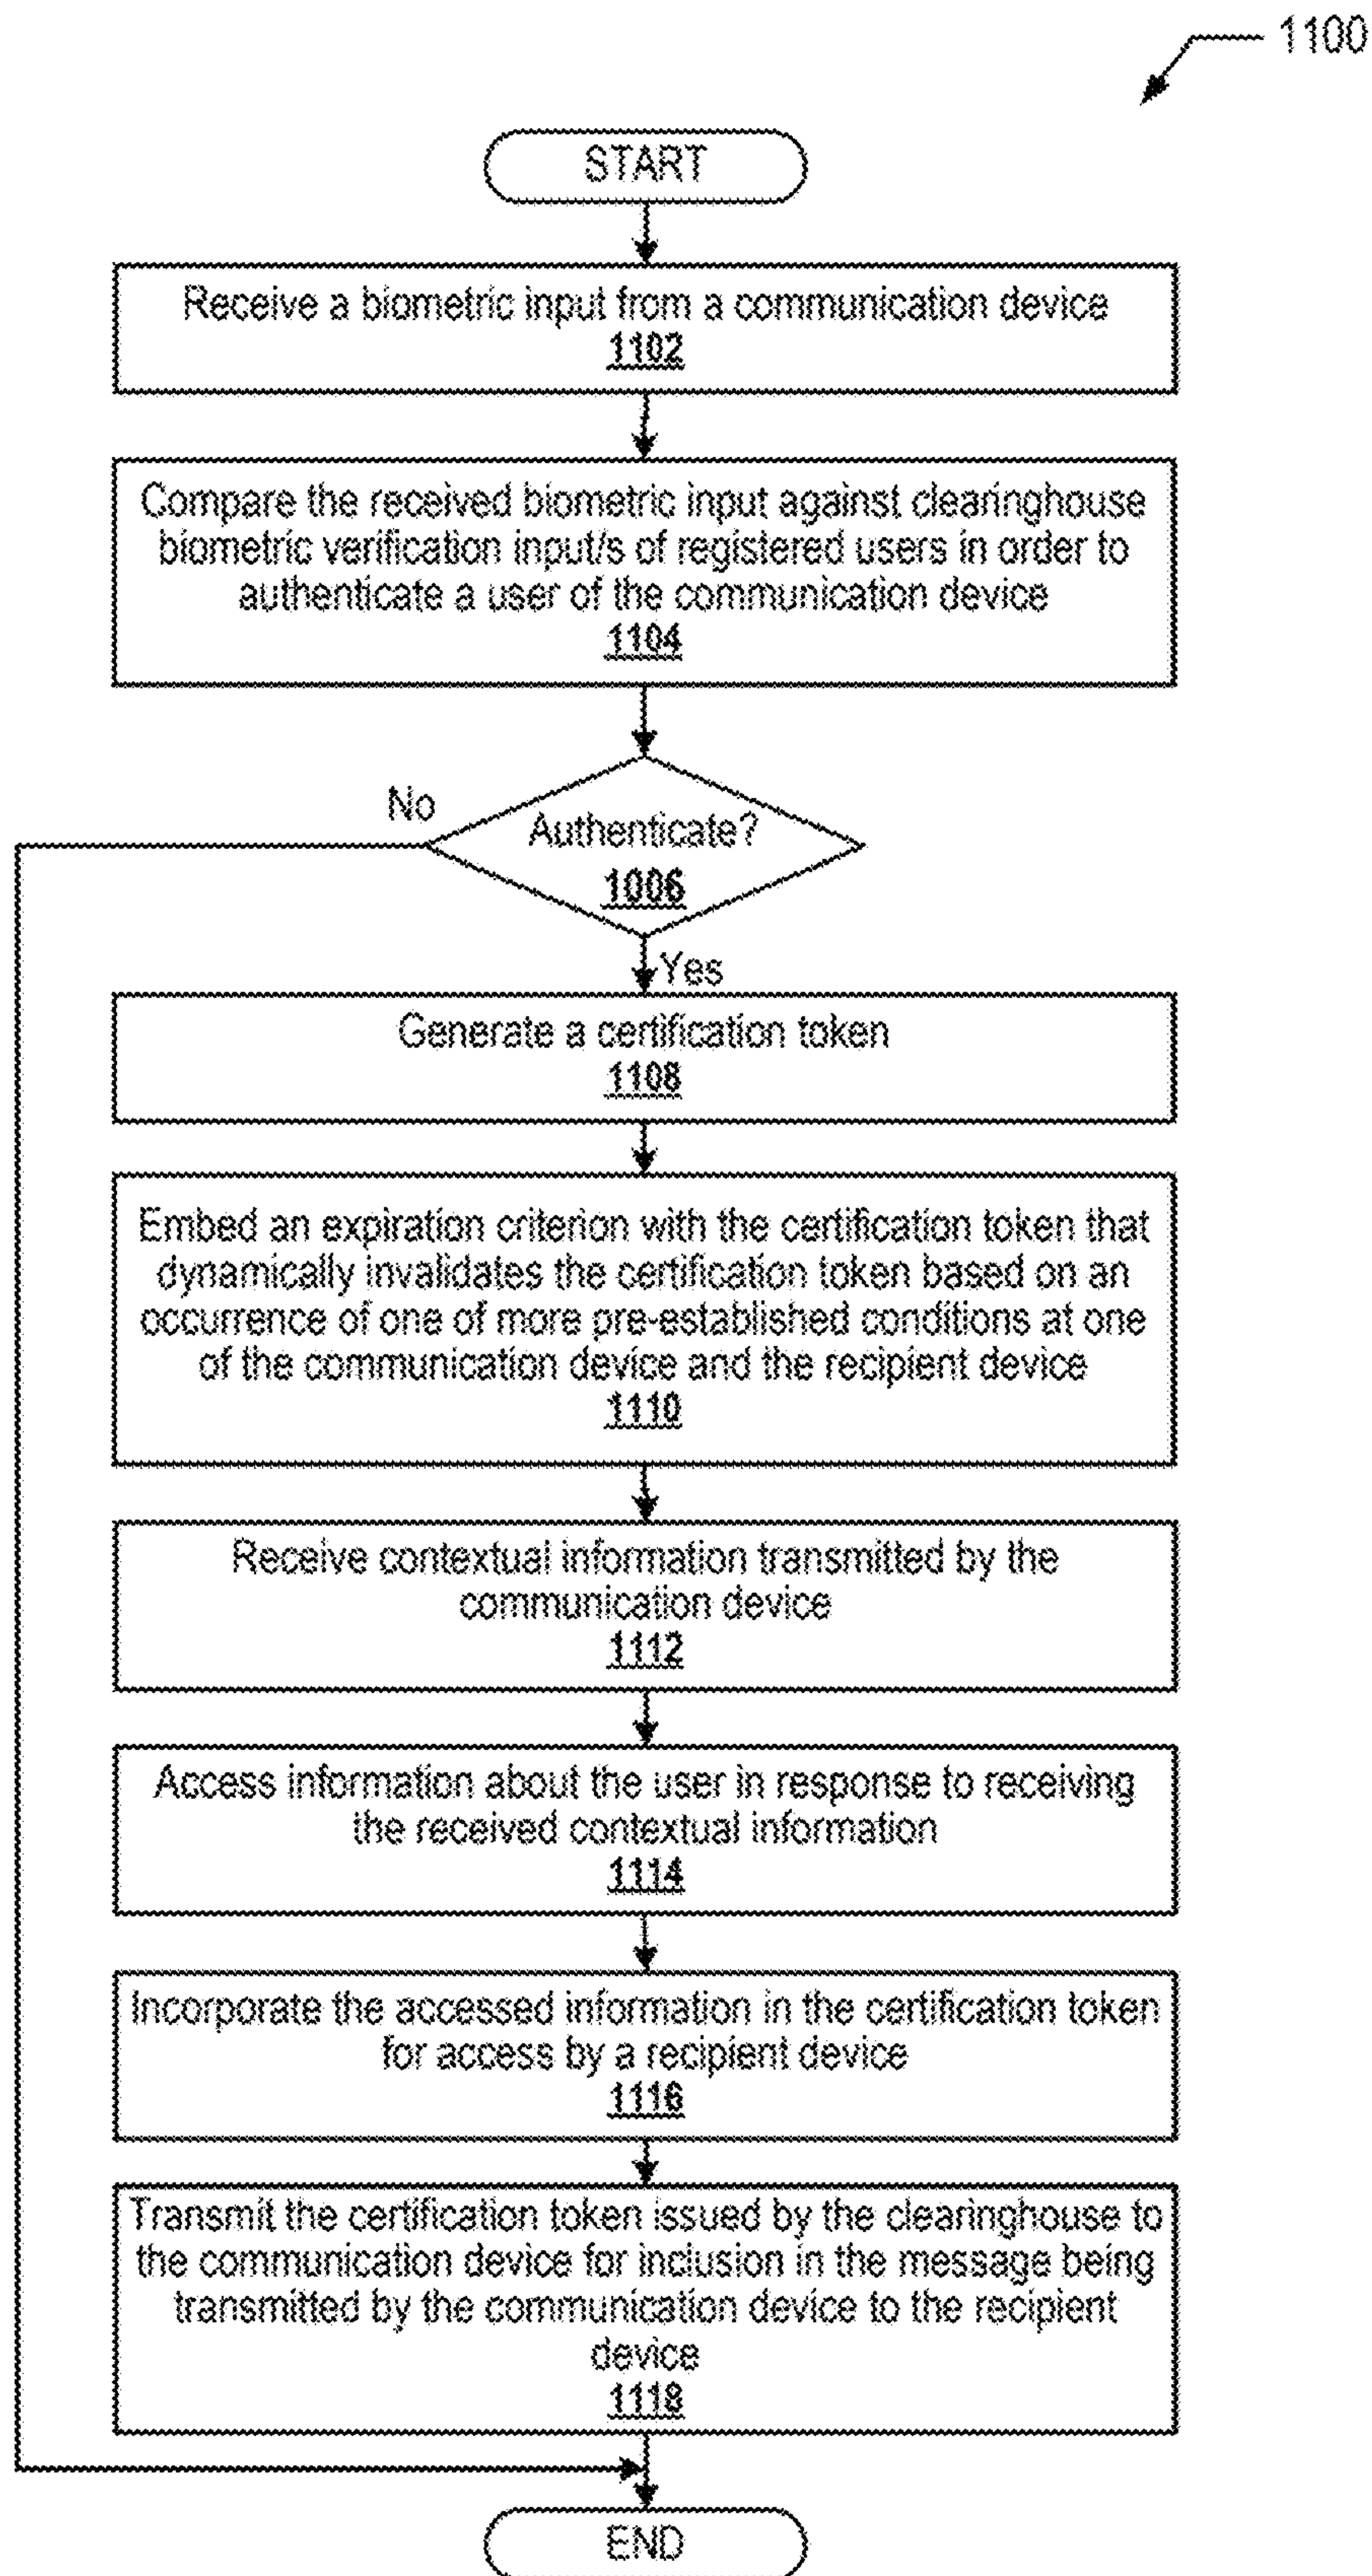 1100
START
Receive a biometric input from a communication device
1102
Compare the received biometric input against clearinghouse
biometric verification input/s of registered users in order to
authenticate a user of the communication device
1104
No
Authenticate?
1006
Yes
Generate a certification token
1108
Embed an expiration criterion with the certification token that
dynamically invalidates the certification token based on an
occurrence of one of more pre-established conditions at one
of the communication device and the recipient device
1110
Receive contextual information transmitted by the
communication device
1112
Access information about the user in response to receiving
the received contextual information
1114
Incorporate the accessed information in the certification token
for access by a recipient device
1116
Transmit the certification token issued by the clearinghouse to
the communication device for inclusion in the message being
transmitted by the communication device to the recipient
device
1118
END